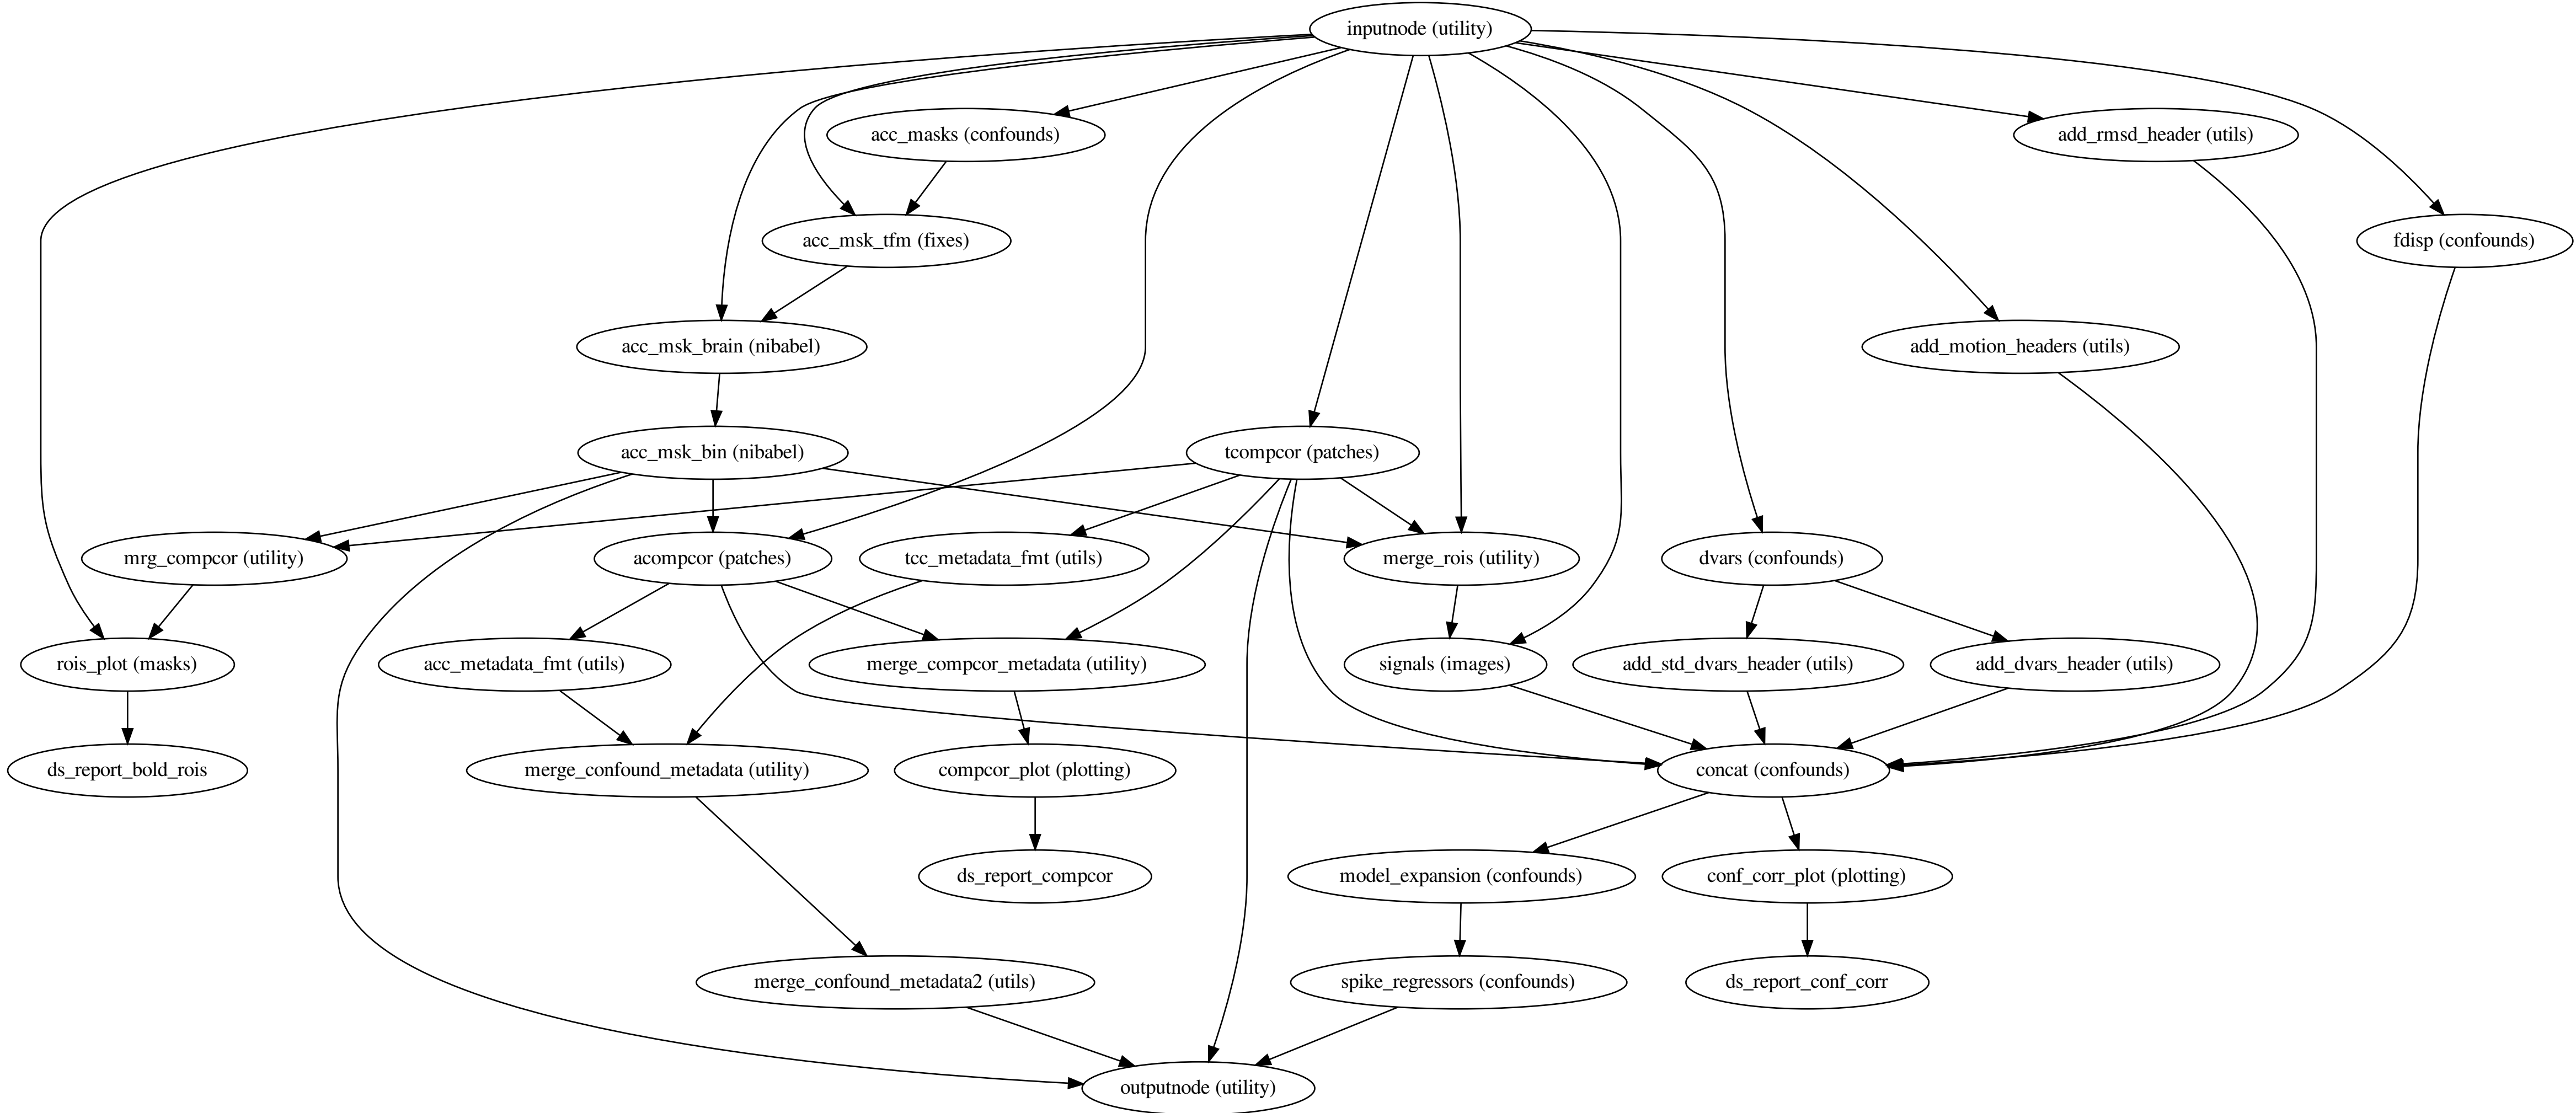 inputnode (utility)
acc_masks (confounds)
add_rmsd_header (utils)
acc_msk_tfm (fixes)
fdisp (confounds)
acc_msk_brain (nibabel)
add_motion_headers (utils)
acc_msk_bin (nibabel)
tcompcor (patches)
mrg_compcor (utility)
acompcor (patches)
tcc_metadata_fmt (utils)
merge_rois (utility)
dvars (confounds)
rois_plot (masks)
acc_metadata_fmt (utils)
merge_compcor_metadata (utility)
signals (images)
add_std_dvars_header (utils)
add_dvars_header (utils)
ds_report_bold_rois
merge_confound_metadata (utility)
compcor_plot (plotting)
concat (confounds)
ds_report_compcor
model_expansion (confounds)
conf_corr_plot (plotting)
merge_confound_metadata2 (utils)
spike_regressors (confounds)
ds_report_conf_corr
outputnode (utility)